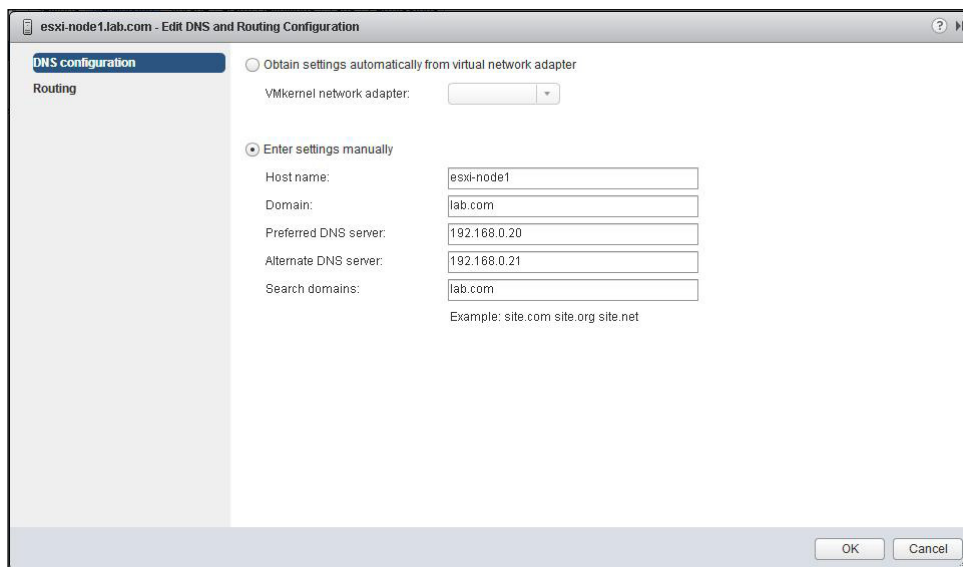 esxi-node1.lab.com - Edit DNS and Routing Configuration
?
DNS configuration
Routing
Obtain settings automatically from virtual network adapter
VMkernel network adapter:
Enter settings manually
Host name: esxi-node1
Domain: lab.com
Preferred DNS server: 192.168.0.20
Alternate DNS server: 192.168.0.21
Search domains: lab.com
Example: site.com site.org site.net
OK Cancel